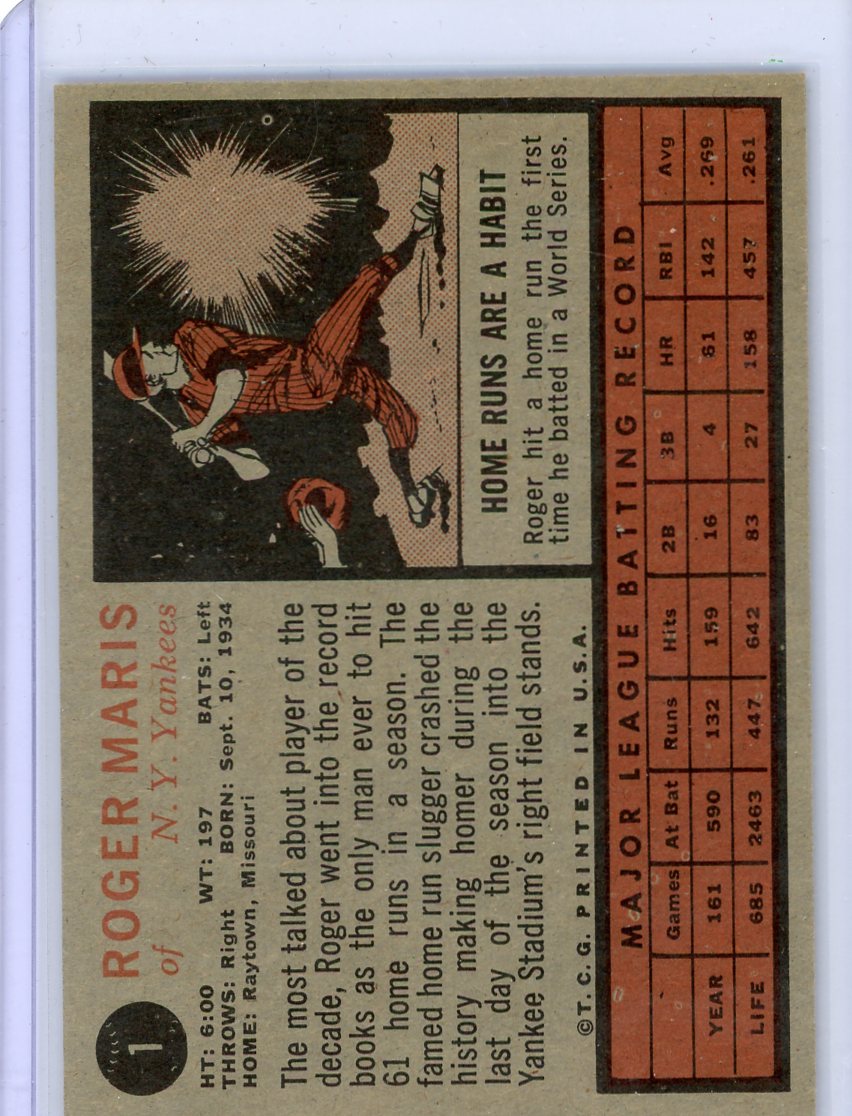 1
ROGER MARIS
of N. Y. Yankees
HT: 6:00 WT: 197 BATS: Left
THROWS: Right BORN: Sept. 10, 1934
HOME: Raytown, Missouri
The most talked about player of the
decade, Roger went into the record
books as the only man ever to hit
61 home runs in a season. The
famed home run slugger crashed the
history making homer during the
last day of the season into the
Yankee Stadium's right field stands.
©T. C. G. PRINTED IN U.S.A.
HOME RUNS ARE A HABIT
Roger hit a home run the first
time he batted in a World Series.
MAJOR LEAGUE BATTING RECORD
Games At Bat Runs Hits 2B 3B HR RBI Avg
YEAR 161 590 132 159 16 4 61 142 .269
LIFE 685 2463 447 642 83 27 158 457 .261